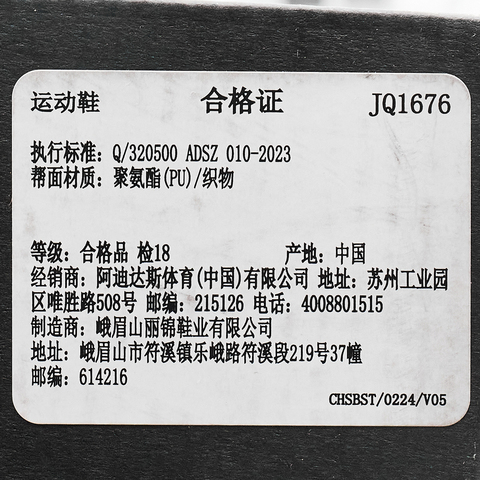 运动鞋 合格证 JQ1676
执行标准: Q/320500 ADSZ 010-2023
帮面材质: 聚氨酯(PU)/织物
等级: 合格品 检18 产地: 中国
经销商: 阿迪达斯体育(中国)有限公司 地址: 苏州工业园
区唯胜路508号 邮编: 215126 电话: 4008801515
制造商: 峨眉山丽锦鞋业有限公司
地址: 峨眉山市符溪镇乐峨路符溪段219号37幢
邮编: 614216
CHSBST/0224/V05